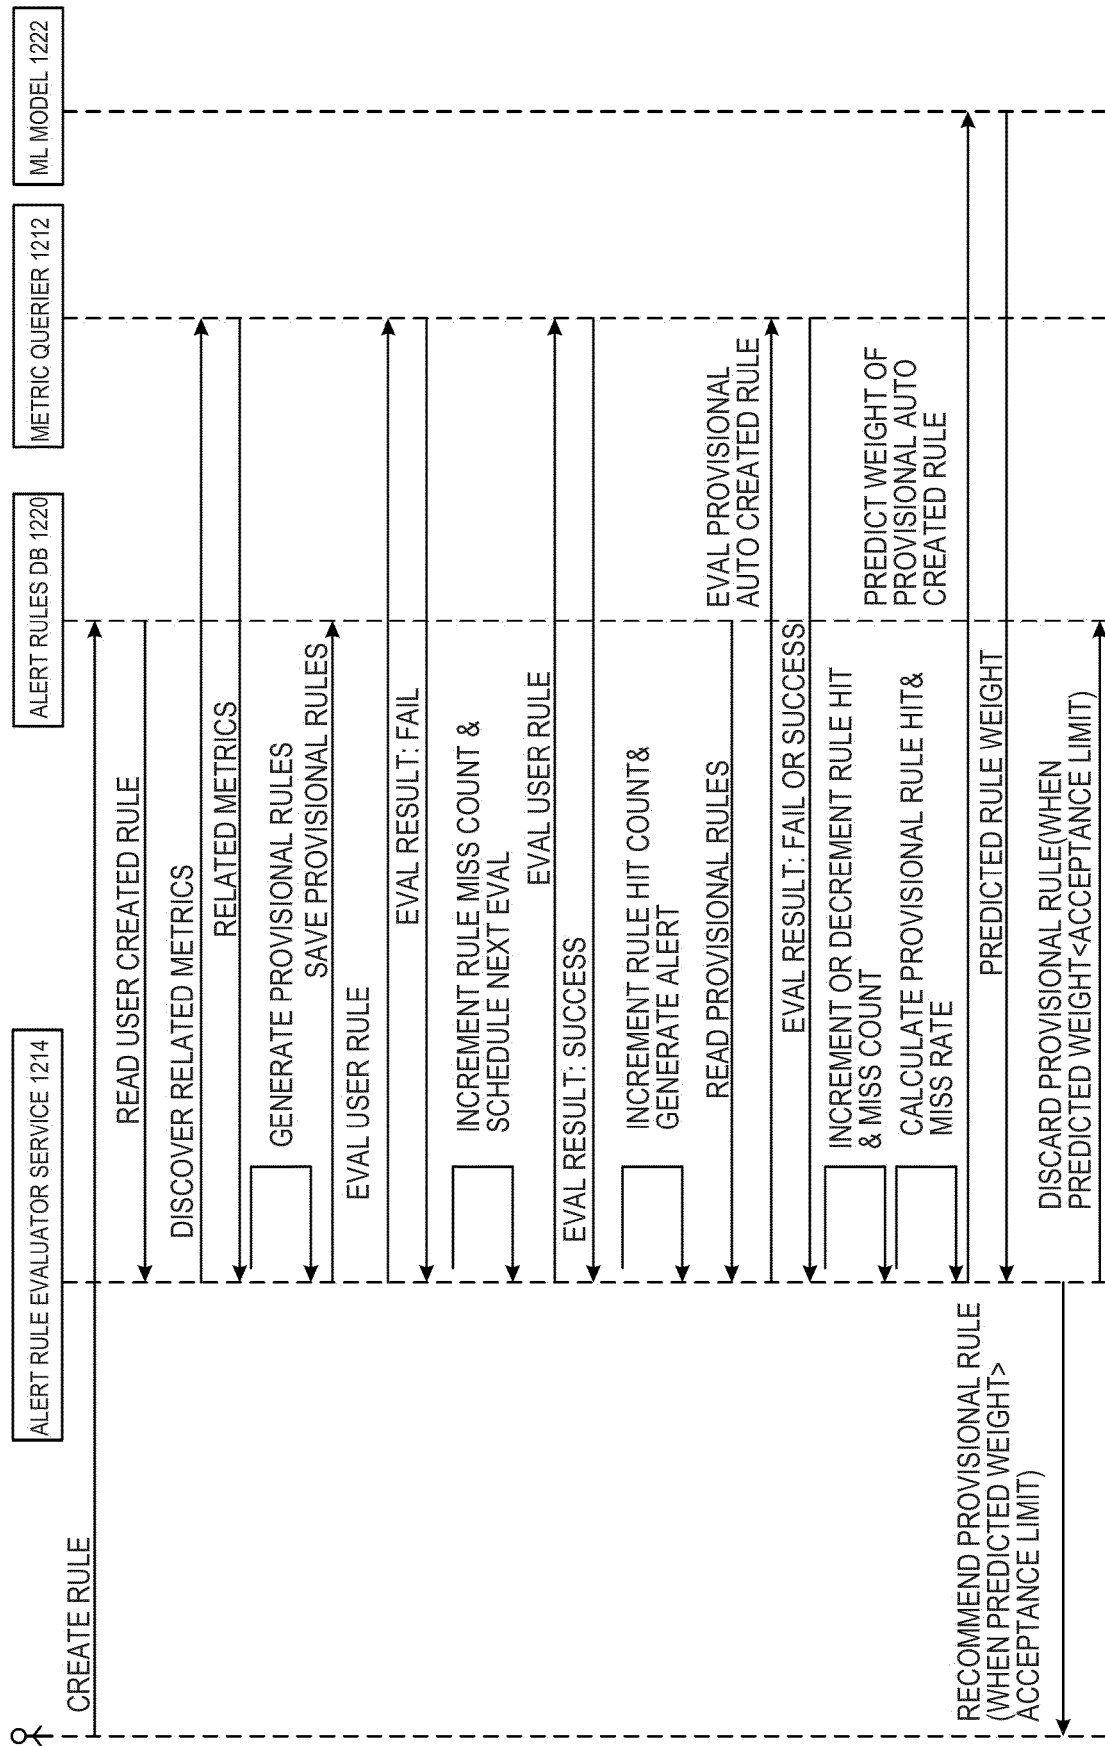 ALERT RULE EVALUATOR SERVICE 1214
ALERT RULES DB 1220
METRIC QUERIER 1212
ML MODEL 1222
CREATE RULE
READ USER CREATED RULE
DISCOVER RELATED METRICS
RELATED METRICS
GENERATE PROVISIONAL RULES
SAVE PROVISIONAL RULES
EVAL USER RULE
EVAL RESULT: FAIL
INCREMENT RULE MISS COUNT &
SCHEDULE NEXT EVAL
EVAL USER RULE
EVAL RESULT: SUCCESS
INCREMENT RULE HIT COUNT&
GENERATE ALERT
READ PROVISIONAL RULES
EVAL PROVISIONAL
AUTO CREATED RULE
EVAL RESULT: FAIL OR SUCCESS
INCREMENT OR DECREMENT RULE HIT
& MISS COUNT
CALCULATE PROVISIONAL RULE HIT&
MISS RATE
PREDICT WEIGHT OF
PROVISIONAL AUTO
CREATED RULE
PREDICTED RULE WEIGHT
RECOMMEND PROVISIONAL RULE
(WHEN PREDICTED WEIGHT>
ACCEPTANCE LIMIT)
DISCARD PROVISIONAL RULE(WHEN
PREDICTED WEIGHT<ACCEPTANCE LIMIT)